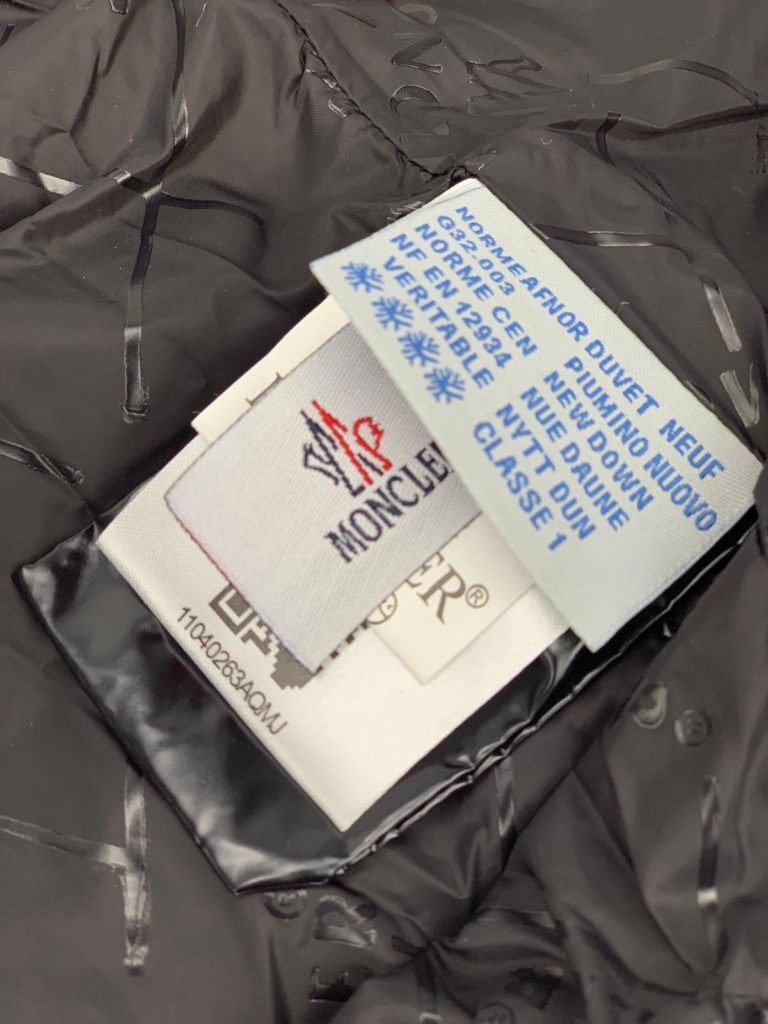 NORMEAFNOR DUVET NEUF
G32-003 PIUMINO NUOVO
NORME CEN NEW DOWN
NF EN 12934 NUE DAUNE
VERITABLE NYTT DUN
CLASSE 1
MONCLE
ER®
11040263AQMJ